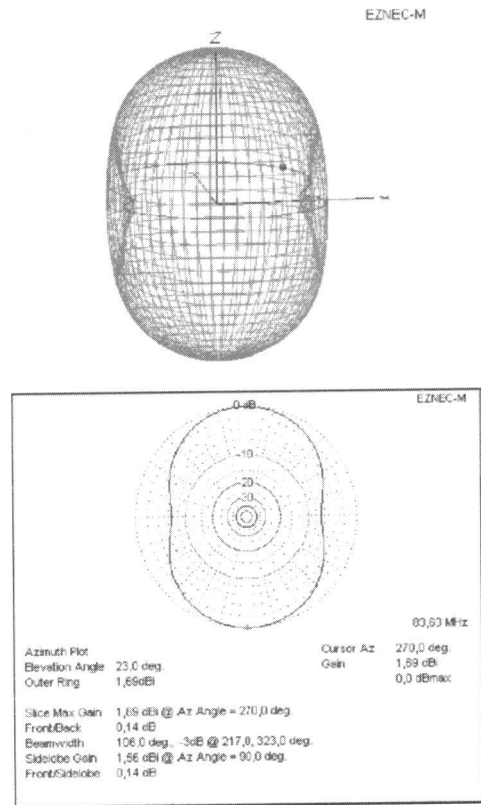 EZNEC-M
Z
0 dB
EZNEC-M
-10
-20
-30
83,63 MHz
Azimuth Plot
Elevation Angle 23,0 deg.
Outer Ring 1,69dBi
Cursor Az 270,0 deg.
Gain 1,69 dBi
0,0 dBmax
Slice Max Gain 1,69 dBi @ Az Angle = 270,0 deg.
Front/Back 0,14 dB
Beamwidth 106,0 deg., -3dB @ 217,0, 323,0 deg.
Sidelobe Gain 1,56 dBi @ Az Angle = 90,0 deg.
Front/Sidelobe 0,14 dB